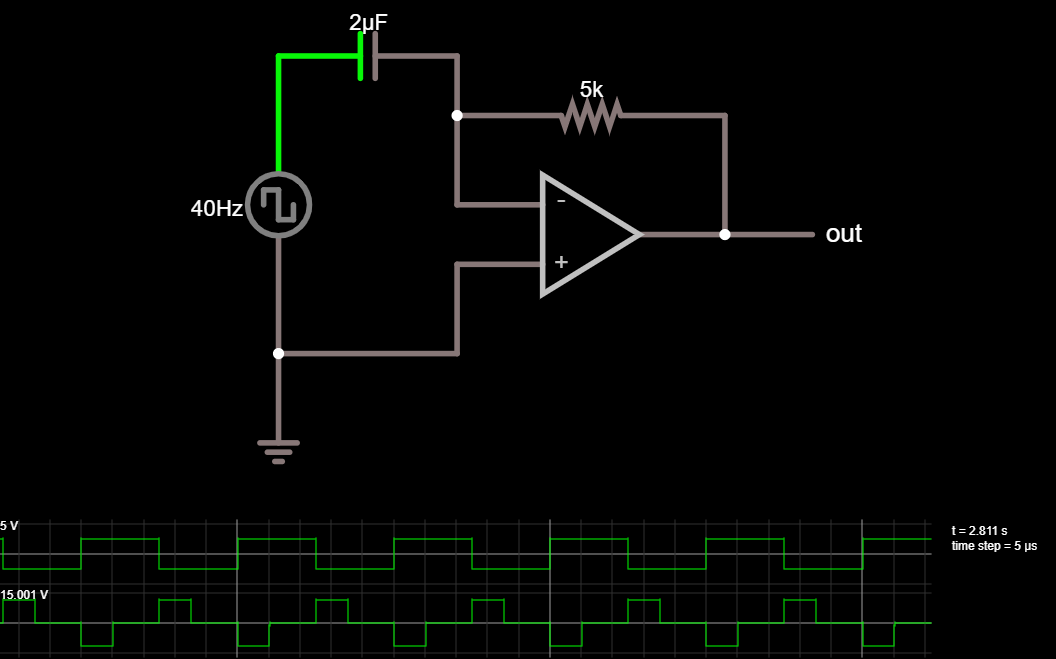 2µF
5k
40Hz
-
+
out
5 V
15.001 V
t = 2.811 s
time step = 5 µs